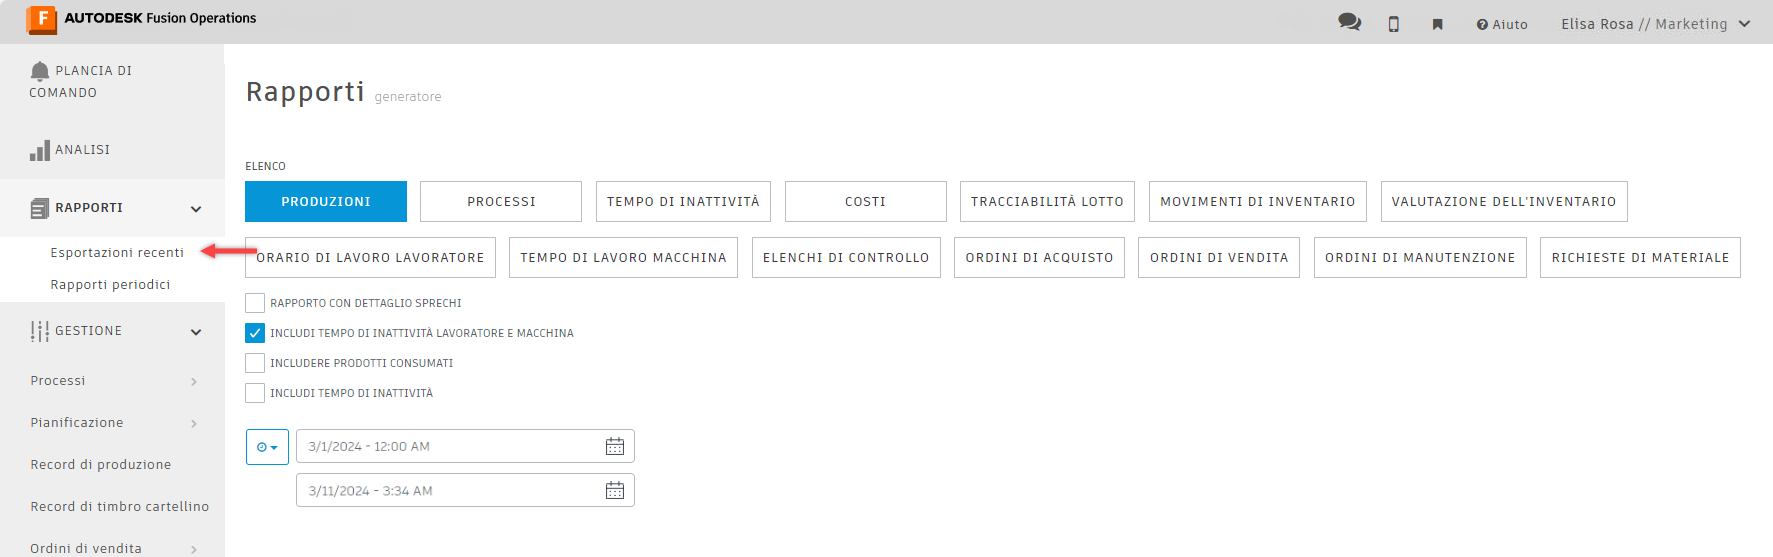 F AUTODESK Fusion Operations
Aiuto
Elisa Rosa // Marketing
PLANCIA DI
COMANDO
ANALISI
RAPPORTI
Esportazioni recenti
Rapporti periodici
GESTIONE
Processi
Pianificazione
Record di produzione
Record di timbro cartellino
Ordini di vendita
Rapporti generatore
ELENCO
PRODUZIONI PROCESSI TEMPO DI INATTIVITÀ COSTI TRACCIABILITÀ LOTTO MOVIMENTI DI INVENTARIO VALUTAZIONE DELL'INVENTARIO
ORARIO DI LAVORO LAVORATORE TEMPO DI LAVORO MACCHINA ELENCHI DI CONTROLLO ORDINI DI ACQUISTO ORDINI DI VENDITA ORDINI DI MANUTENZIONE RICHIESTE DI MATERIALE
RAPPORTO CON DETTAGLIO SPRECHI
INCLUDI TEMPO DI INATTIVITÀ LAVORATORE E MACCHINA
INCLUDERE PRODOTTI CONSUMATI
INCLUDI TEMPO DI INATTIVITÀ
3/1/2024 - 12:00 AM
3/11/2024 - 3:34 AM